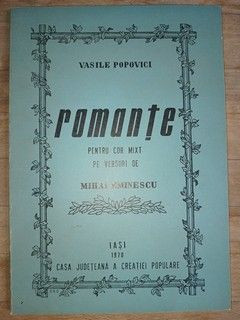 VASILE POPOVICI
romanțe
PENTRU COR MIXT
PE VERSURI DE
MIHAI EMINESCU
IAȘI
1970
CASA JUDEȚEANĂ A CREAȚIEI POPULARE